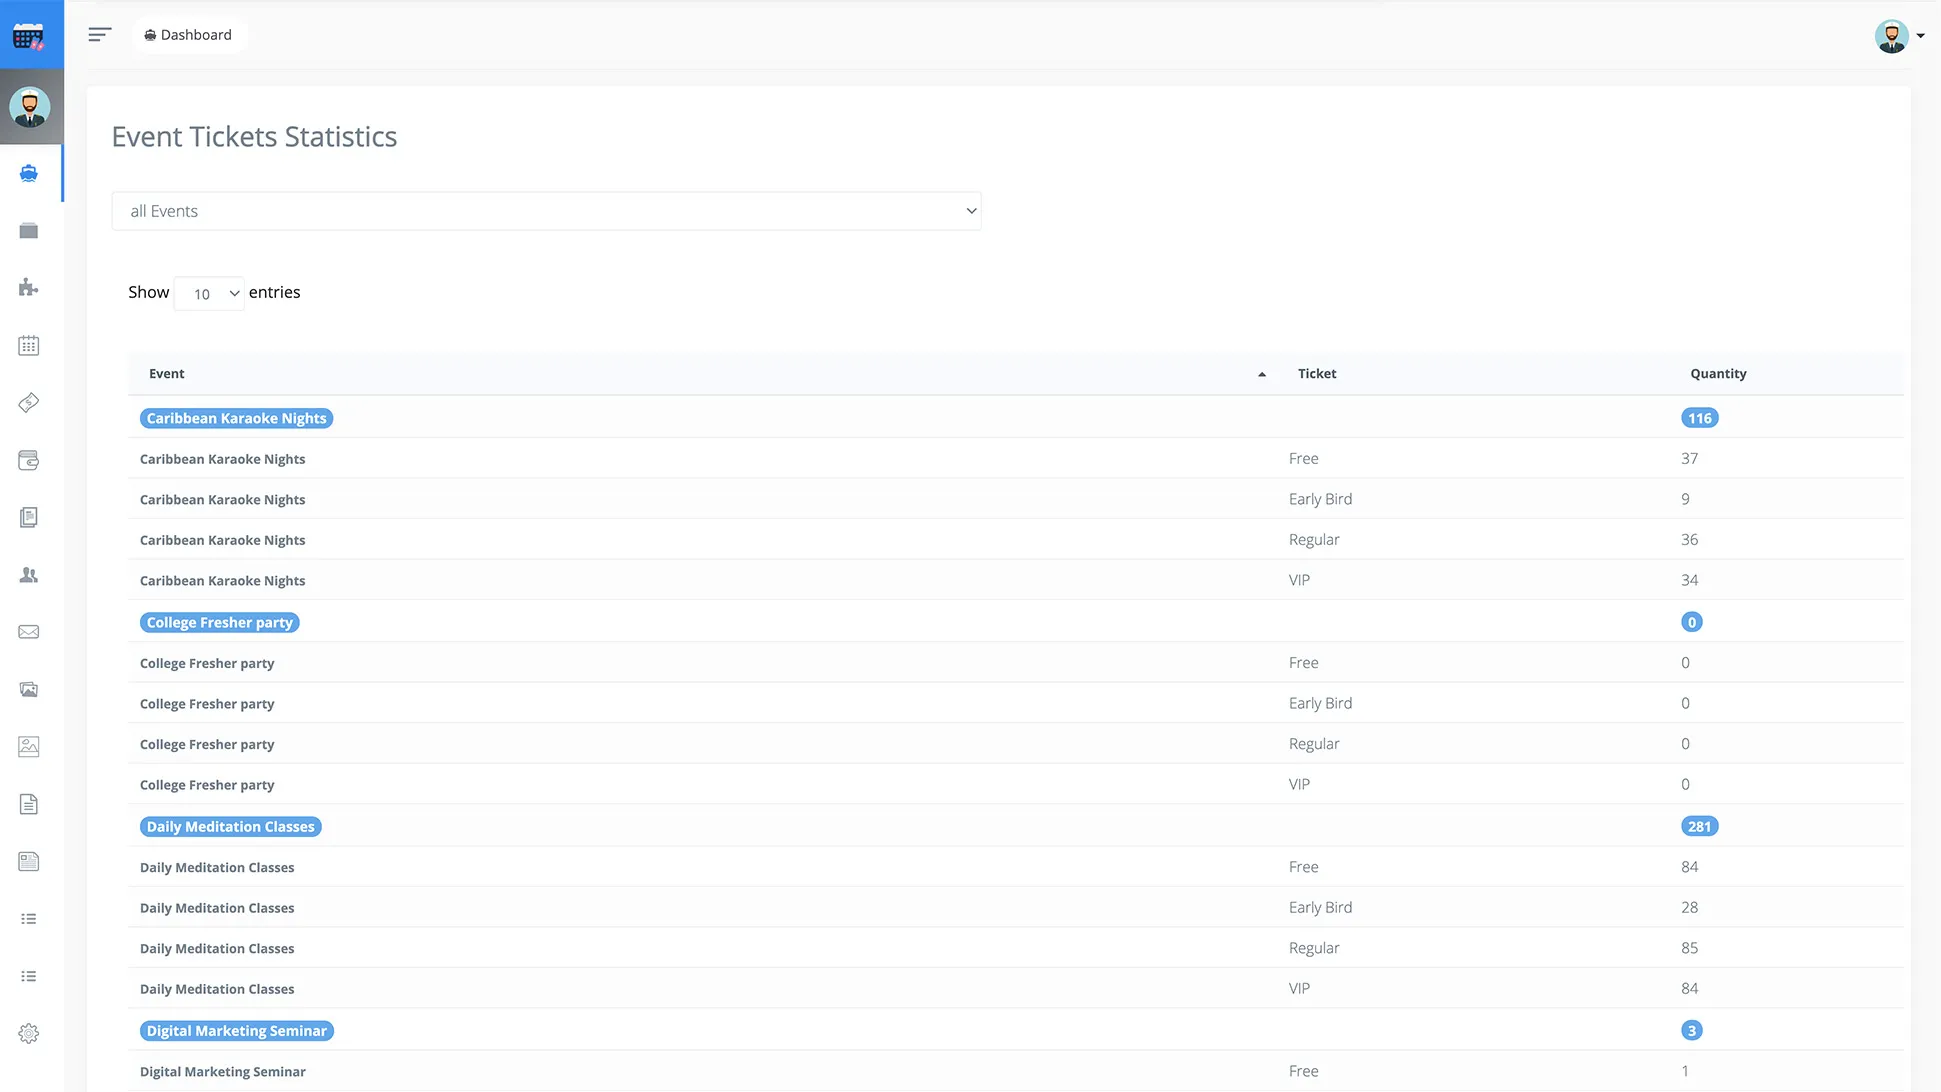 Dashboard
Event Tickets Statistics
all Events
Show 10 entries
Event Ticket Quantity
Caribbean Karaoke Nights 116
Caribbean Karaoke Nights Free 37
Caribbean Karaoke Nights Early Bird 9
Caribbean Karaoke Nights Regular 36
Caribbean Karaoke Nights VIP 34
College Fresher party 0
College Fresher party Free 0
College Fresher party Early Bird 0
College Fresher party Regular 0
College Fresher party VIP 0
Daily Meditation Classes 281
Daily Meditation Classes Free 84
Daily Meditation Classes Early Bird 28
Daily Meditation Classes Regular 85
Daily Meditation Classes VIP 84
Digital Marketing Seminar 3
Digital Marketing Seminar Free 1